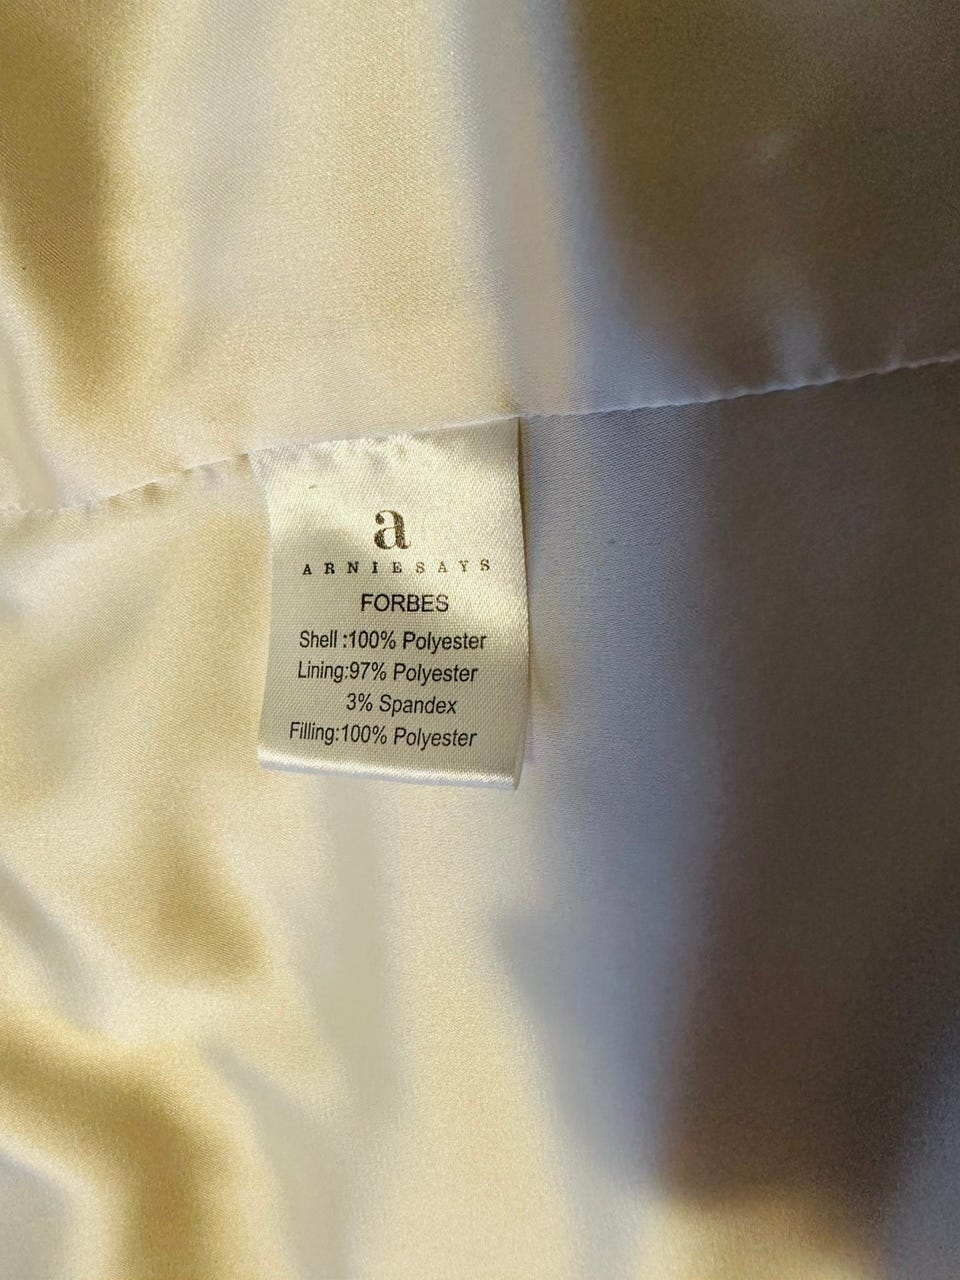 a
ARNIESAYS
FORBES
Shell :100% Polyester
Lining:97% Polyester
3% Spandex
Filling:100% Polyester